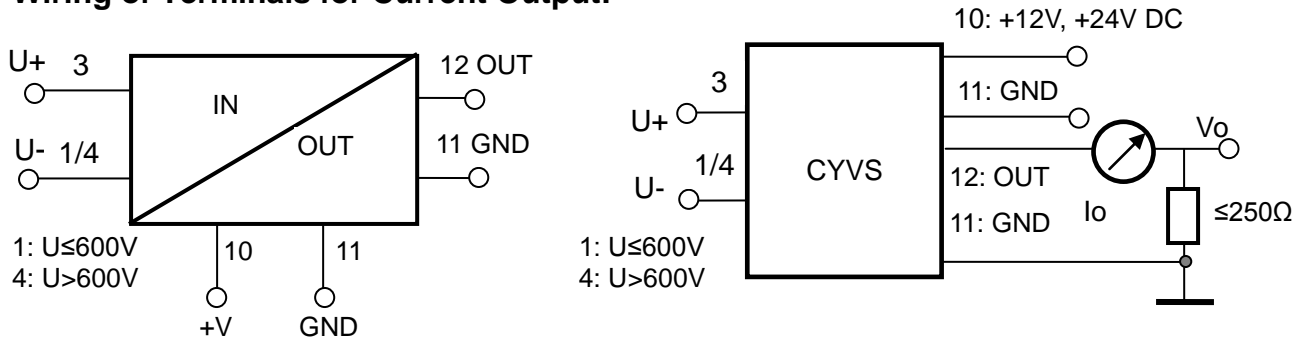 Wiring of Terminals for Current Output:
10: +12V, +24V DC
U+ 3
IN
12 OUT
U- 1/4
OUT
11 GND
1: U≤600V
4: U>600V
10
11
+V
GND
3
U+
1/4
U-
CYVS
11: GND
12: OUT
11: GND
Io
Vo
≤250Ω
1: U≤600V
4: U>600V